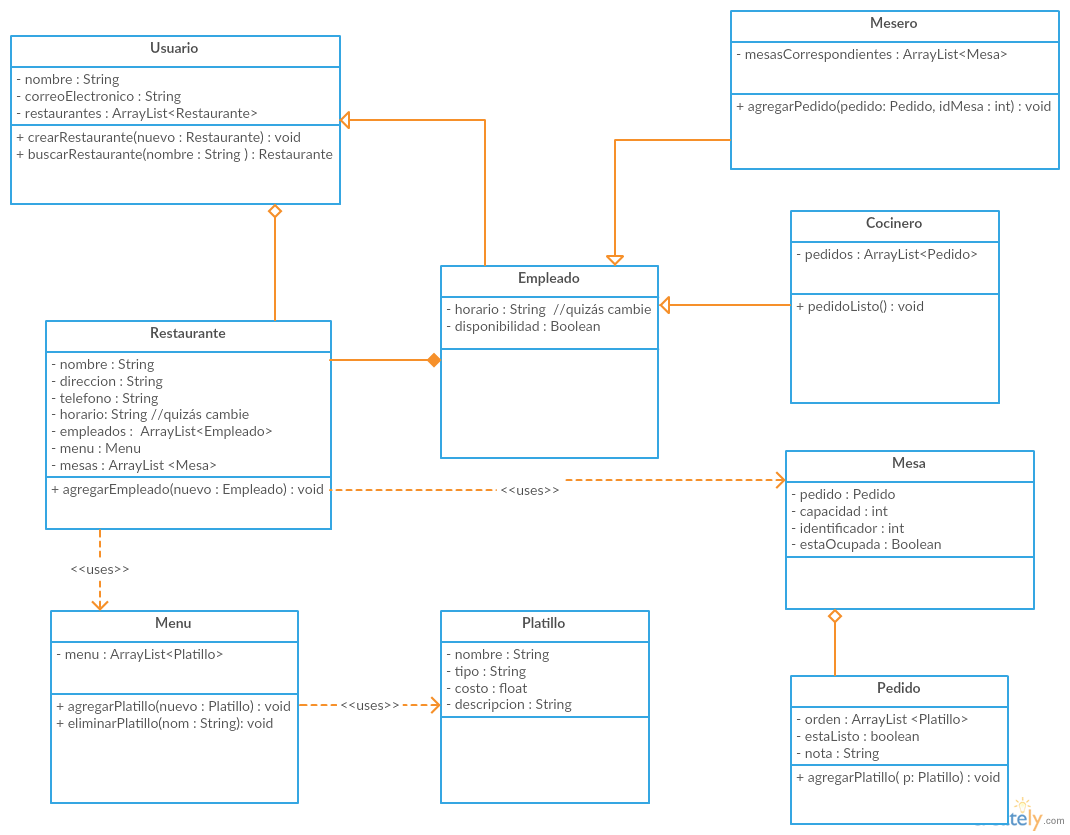 Usuario
- nombre : String
- correoElectronico : String
- restaurantes : ArrayList<Restaurante>
+ crearRestaurante(nuevo : Restaurante) : void
+ buscarRestaurante(nombre : String ) : Restaurante
Mesero
- mesasCorrespondientes : ArrayList<Mesa>
+ agregarPedido(pedido: Pedido, idMesa : int) : void
Cocinero
- pedidos : ArrayList<Pedido>
+ pedidoListo() : void
Empleado
- horario : String  //quizás cambie
- disponibilidad : Boolean
Restaurante
- nombre : String
- direccion : String
- telefono : String
- horario: String //quizás cambie
- empleados :  ArrayList<Empleado>
- menu : Menu
- mesas : ArrayList <Mesa>
+ agregarEmpleado(nuevo : Empleado) : void
<<uses>>
Mesa
- pedido : Pedido
- capacidad : int
- identificador : int
- estaOcupada : Boolean
<<uses>>
Menu
- menu : ArrayList<Platillo>
+ agregarPlatillo(nuevo : Platillo) : void
+ eliminarPlatillo(nom : String): void
<<uses>>
Platillo
- nombre : String
- tipo : String
- costo : float
- descripcion : String
Pedido
- orden : ArrayList <Platillo>
- estaListo : boolean
- nota : String
+ agregarPlatillo( p: Platillo) : void
.com